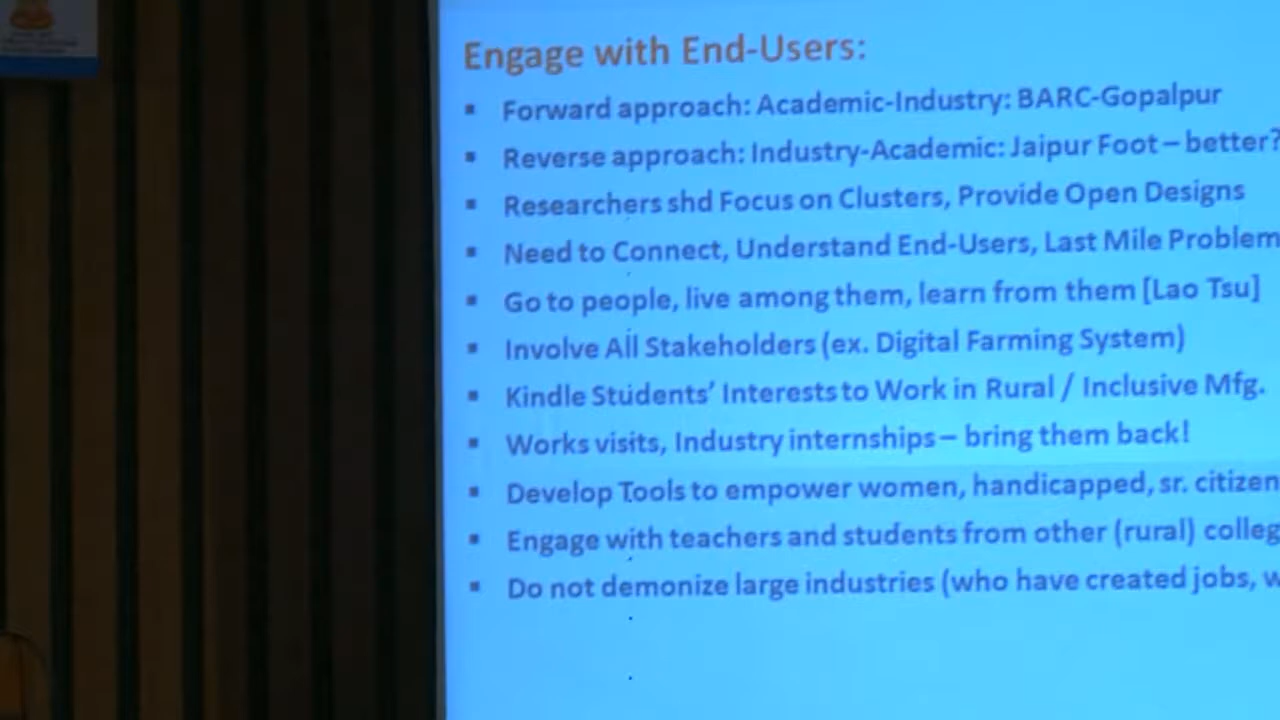 Engage with End-Users:
▪ Forward approach: Academic-Industry: BARC-Gopalpur
▪ Reverse approach: Industry-Academic: Jaipur Foot – better?
▪ Researchers shd Focus on Clusters, Provide Open Designs
▪ Need to Connect, Understand End-Users, Last Mile Problem
▪ Go to people, live among them, learn from them [Lao Tsu]
▪ Involve All Stakeholders (ex. Digital Farming System)
▪ Kindle Students' Interests to Work in Rural / Inclusive Mfg.
▪ Works visits, Industry internships – bring them back!
▪ Develop Tools to empower women, handicapped, sr. citizen
▪ Engage with teachers and students from other (rural) colleg
▪ Do not demonize large industries (who have created jobs, w